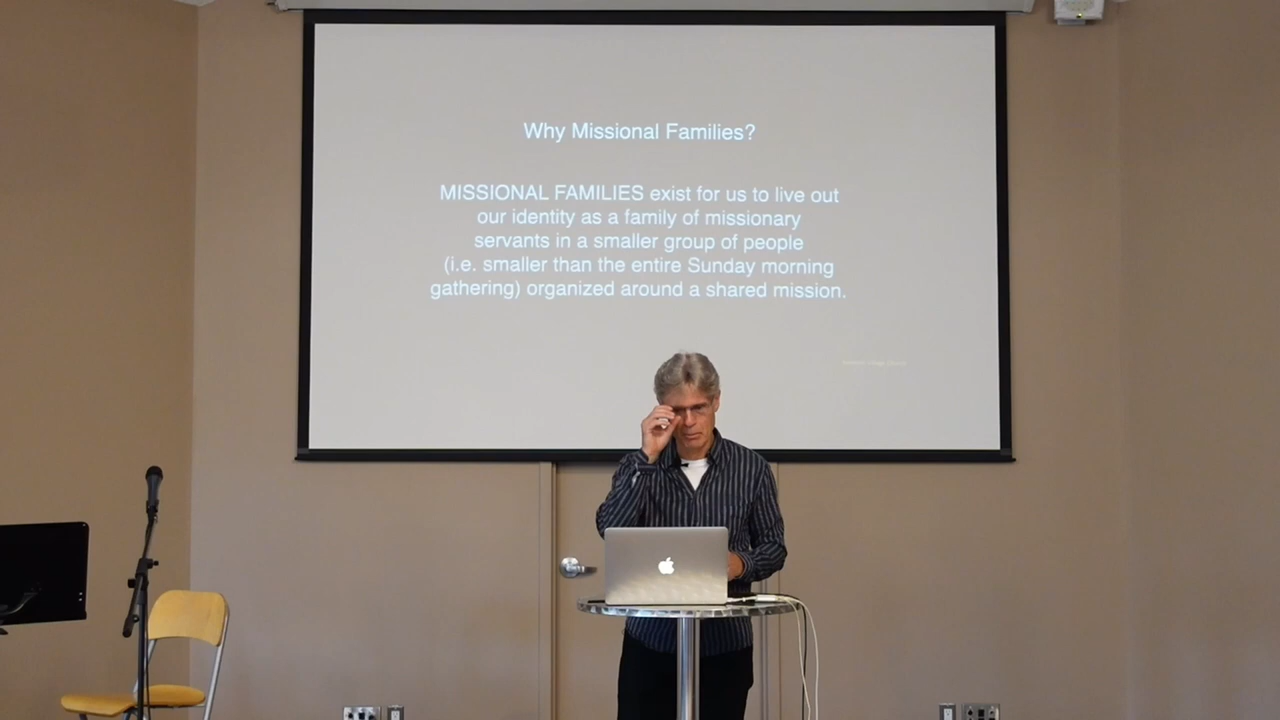 Why Missional Families?
MISSIONAL FAMILIES exist for us to live out
our identity as a family of missionary
servants in a smaller group of people
(i.e. smaller than the entire Sunday morning
gathering) organized around a shared mission.